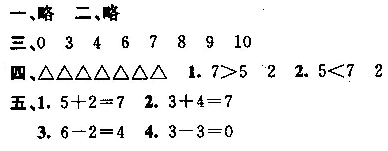 一、略 二、略
三、0 3 4 6 7 8 9 10
四、△△△△△△△ 1. 7>5 2 2. 5<7 2
五、1. 5+2=7 2. 3+4=7
3. 6-2=4 4. 3-3=0